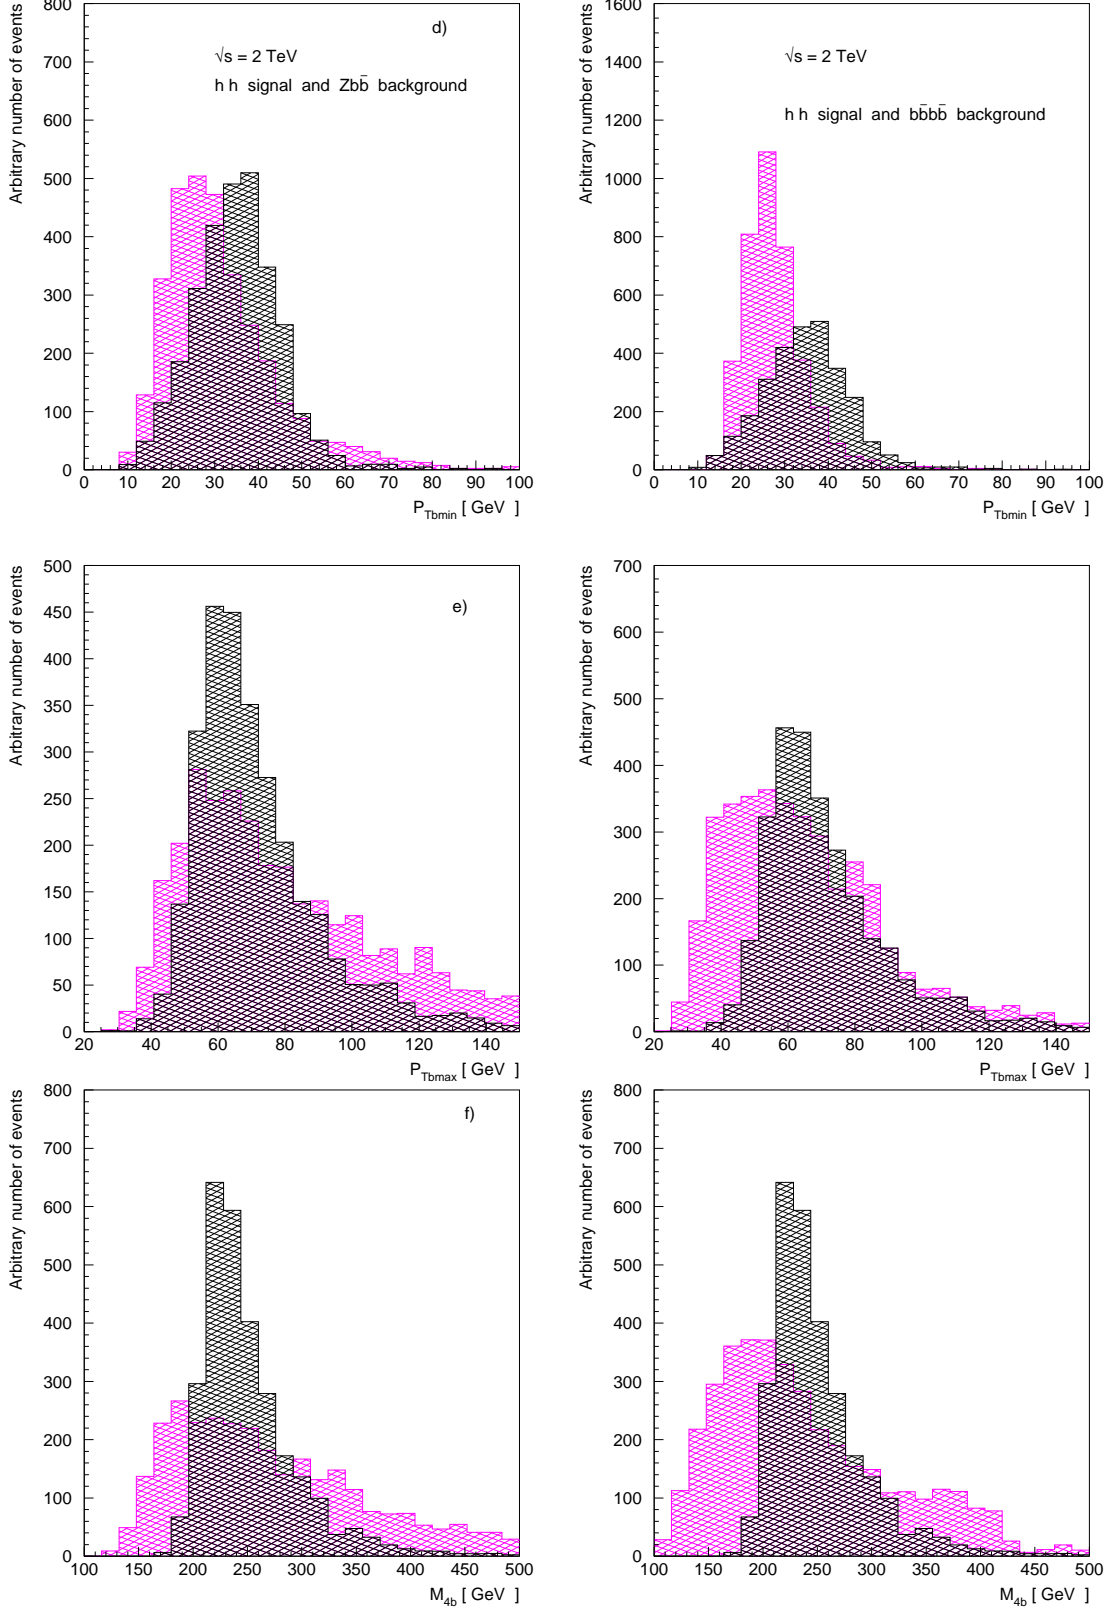 d)
√s = 2 TeV
h h signal and Zbb̄ background
Arbitrary number of events
800
700
600
500
400
300
200
100
0
0 10 20 30 40 50 60 70 80 90 100
P_Tbmin [ GeV ]
√s = 2 TeV
h h signal and bb̄bb̄ background
Arbitrary number of events
1600
1400
1200
1000
800
600
400
200
0
0 10 20 30 40 50 60 70 80 90 100
P_Tbmin [ GeV ]
e)
Arbitrary number of events
500
450
400
350
300
250
200
150
100
50
0
20 40 60 80 100 120 140
P_Tbmax [ GeV ]
Arbitrary number of events
700
600
500
400
300
200
100
0
20 40 60 80 100 120 140
P_Tbmax [ GeV ]
f)
Arbitrary number of events
800
700
600
500
400
300
200
100
0
100 150 200 250 300 350 400 450 500
M_4b [ GeV ]
Arbitrary number of events
800
700
600
500
400
300
200
100
0
100 150 200 250 300 350 400 450 500
M_4b [ GeV ]